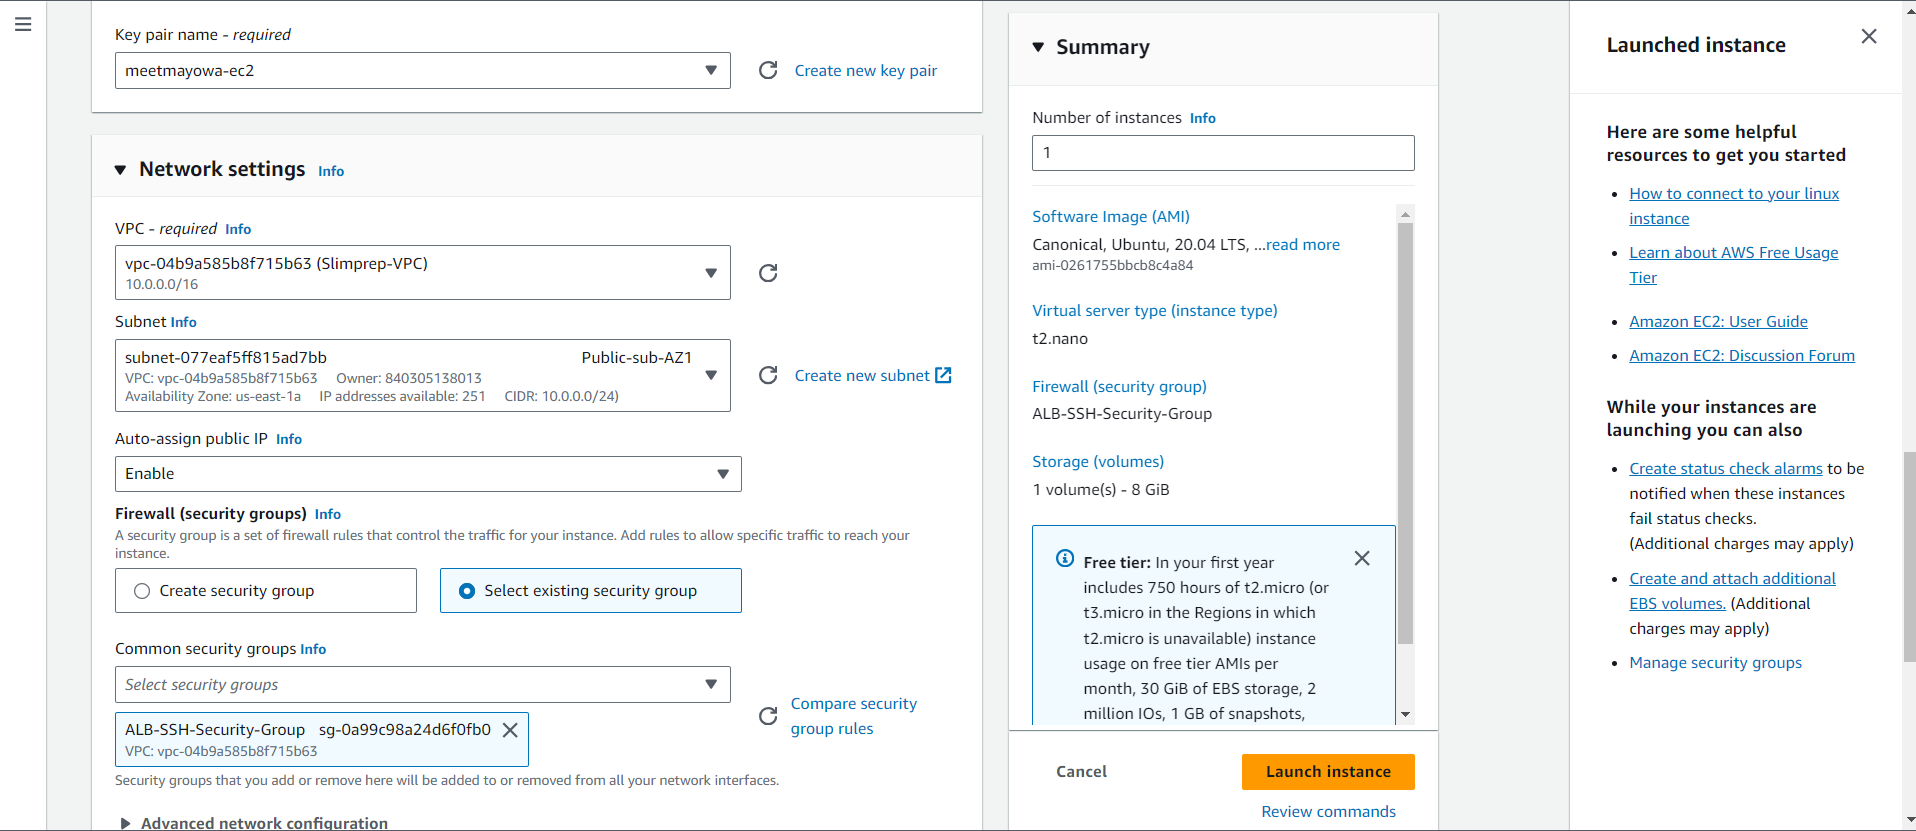 Key pair name - required
meetmayowa-ec2
Create new key pair
Network settings Info
VPC - required Info
vpc-04b9a585b8f715b63 (Slimprep-VPC)
10.0.0.0/16
Subnet Info
subnet-077eaf5ff815ad7bb Public-sub-AZ1
VPC: vpc-04b9a585b8f715b63 Owner: 840305138013
Availability Zone: us-east-1a IP addresses available: 251 CIDR: 10.0.0.0/24)
Create new subnet
Auto-assign public IP Info
Enable
Firewall (security groups) Info
A security group is a set of firewall rules that control the traffic for your instance. Add rules to allow specific traffic to reach your
instance.
Create security group
Select existing security group
Common security groups Info
Select security groups
ALB-SSH-Security-Group sg-0a99c98a24d6f0fb0
VPC: vpc-04b9a585b8f715b63
Compare security
group rules
Security groups that you add or remove here will be added to or removed from all your network interfaces.
Advanced network configuration
Summary
Number of instances Info
1
Software Image (AMI)
Canonical, Ubuntu, 20.04 LTS, ...read more
ami-0261755bbcb8c4a84
Virtual server type (instance type)
t2.nano
Firewall (security group)
ALB-SSH-Security-Group
Storage (volumes)
1 volume(s) - 8 GiB
Free tier: In your first year
includes 750 hours of t2.micro (or
t3.micro in the Regions in which
t2.micro is unavailable) instance
usage on free tier AMIs per
month, 30 GiB of EBS storage, 2
million IOs, 1 GB of snapshots,
Cancel
Launch instance
Review commands
Launched instance
Here are some helpful
resources to get you started
How to connect to your linux
instance
Learn about AWS Free Usage
Tier
Amazon EC2: User Guide
Amazon EC2: Discussion Forum
While your instances are
launching you can also
Create status check alarms to be
notified when these instances
fail status checks.
(Additional charges may apply)
Create and attach additional
EBS volumes. (Additional
charges may apply)
Manage security groups